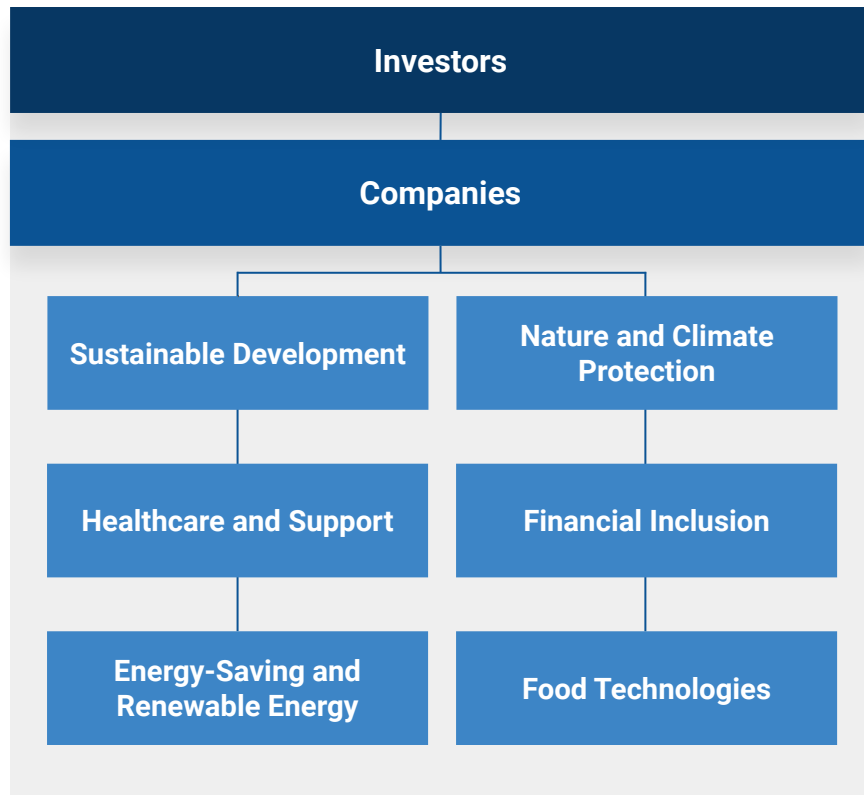 Investors
Companies
Sustainable Development
Nature and Climate
Protection
Healthcare and Support
Financial Inclusion
Energy-Saving and
Renewable Energy
Food Technologies